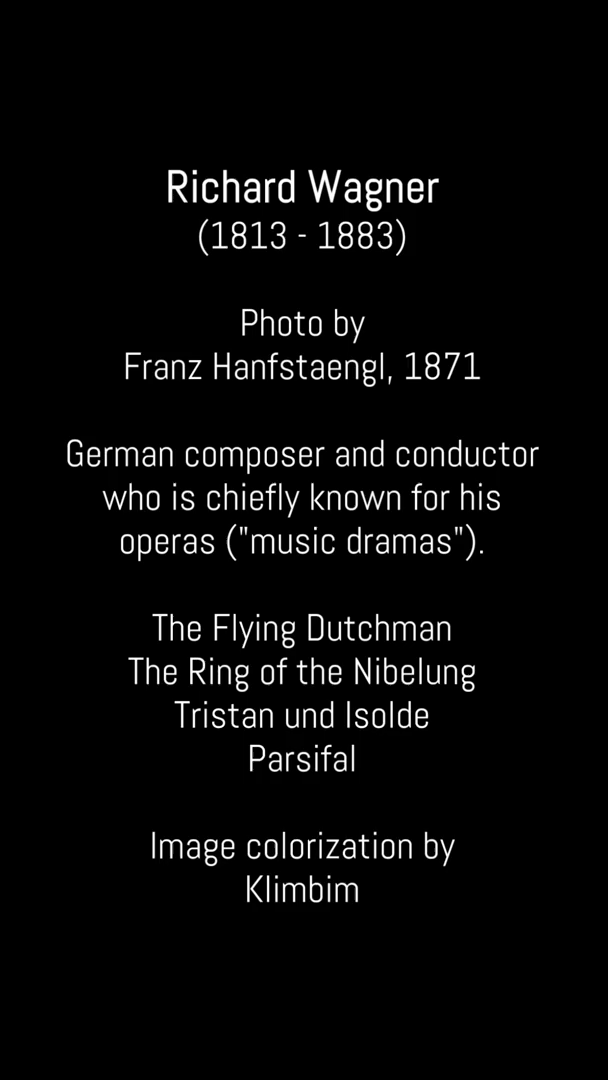 Richard Wagner
(1813 - 1883)
Photo by
Franz Hanfstaengl, 1871
German composer and conductor
who is chiefly known for his
operas ("music dramas").
The Flying Dutchman
The Ring of the Nibelung
Tristan und Isolde
Parsifal
Image colorization by
Klimbim